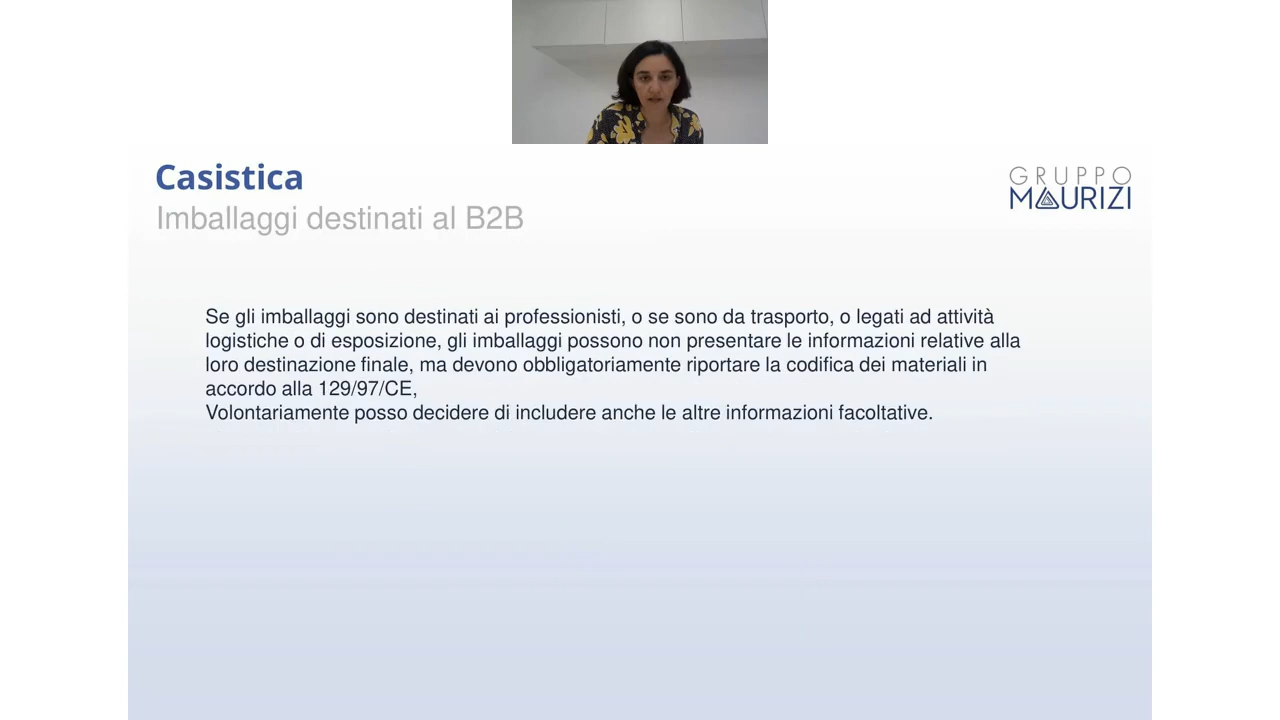 Casistica
Imballaggi destinati al B2B
GRUPPO
MAURIZI
Se gli imballaggi sono destinati ai professionisti, o se sono da trasporto, o legati ad attività
logistiche o di esposizione, gli imballaggi possono non presentare le informazioni relative alla
loro destinazione finale, ma devono obbligatoriamente riportare la codifica dei materiali in
accordo alla 129/97/CE,
Volontariamente posso decidere di includere anche le altre informazioni facoltative.